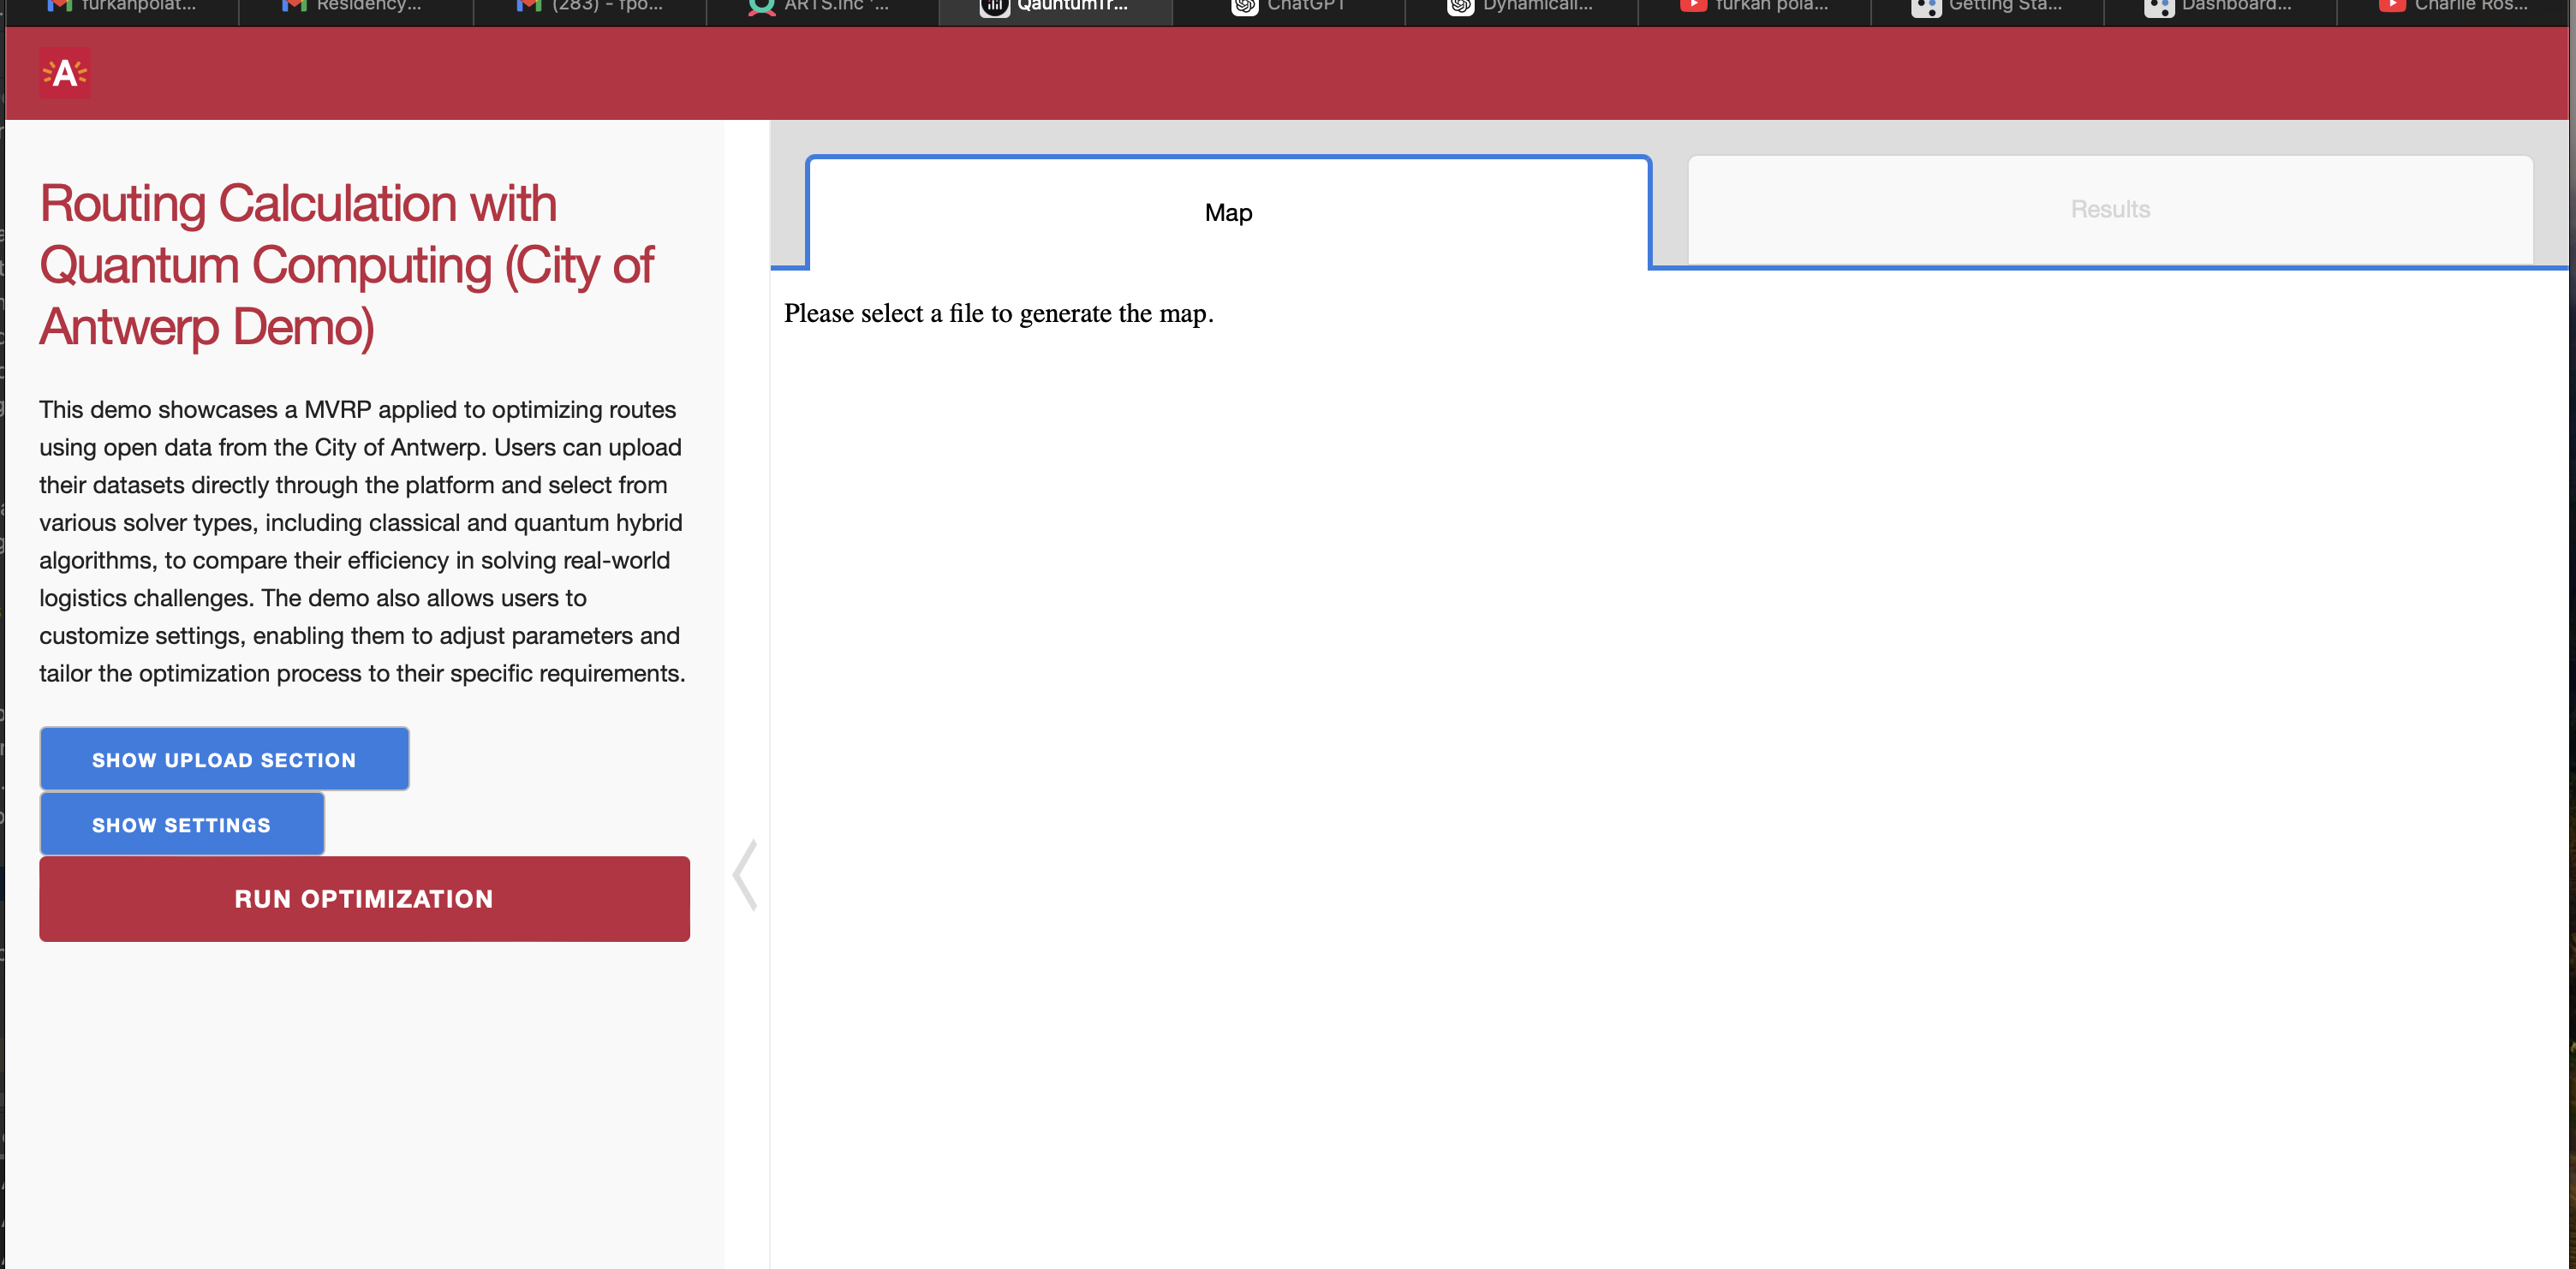 furkanpolat...
Residency...
(283) - fpo...
ARTS.inc '...
QauntumTr...
ChatGPT
Dynamicall...
furkan pola...
Getting Sta...
Dashboard...
Charlie Ros...
A
Routing Calculation with
Quantum Computing (City of
Antwerp Demo)
This demo showcases a MVRP applied to optimizing routes
using open data from the City of Antwerp. Users can upload
their datasets directly through the platform and select from
various solver types, including classical and quantum hybrid
algorithms, to compare their efficiency in solving real-world
logistics challenges. The demo also allows users to
customize settings, enabling them to adjust parameters and
tailor the optimization process to their specific requirements.
SHOW UPLOAD SECTION
SHOW SETTINGS
RUN OPTIMIZATION
Map
Results
Please select a file to generate the map.